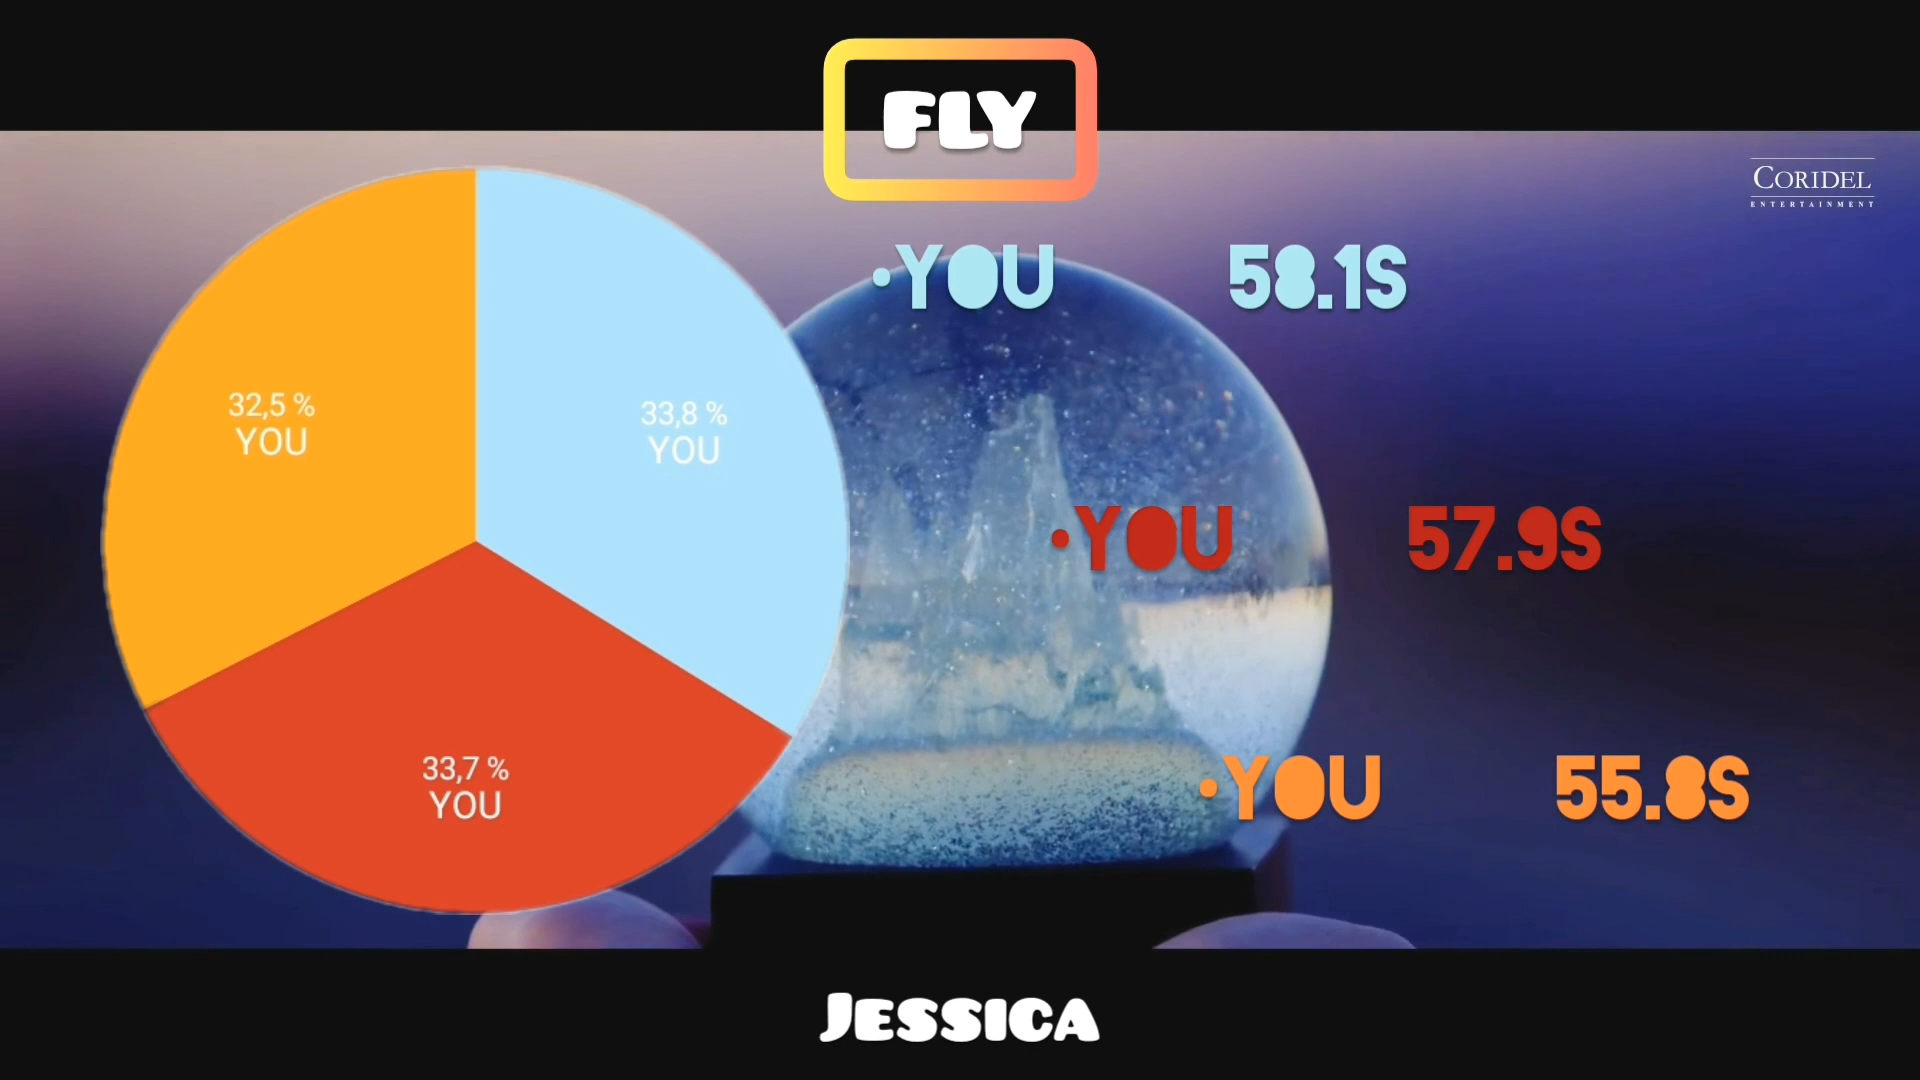 FLY
CORIDEL
ENTERTAINMENT
•YOU 58.1S
32,5 %
YOU
33,8 %
YOU
•YOU 57.9S
33,7 %
YOU
•YOU 55.8S
JESSICA